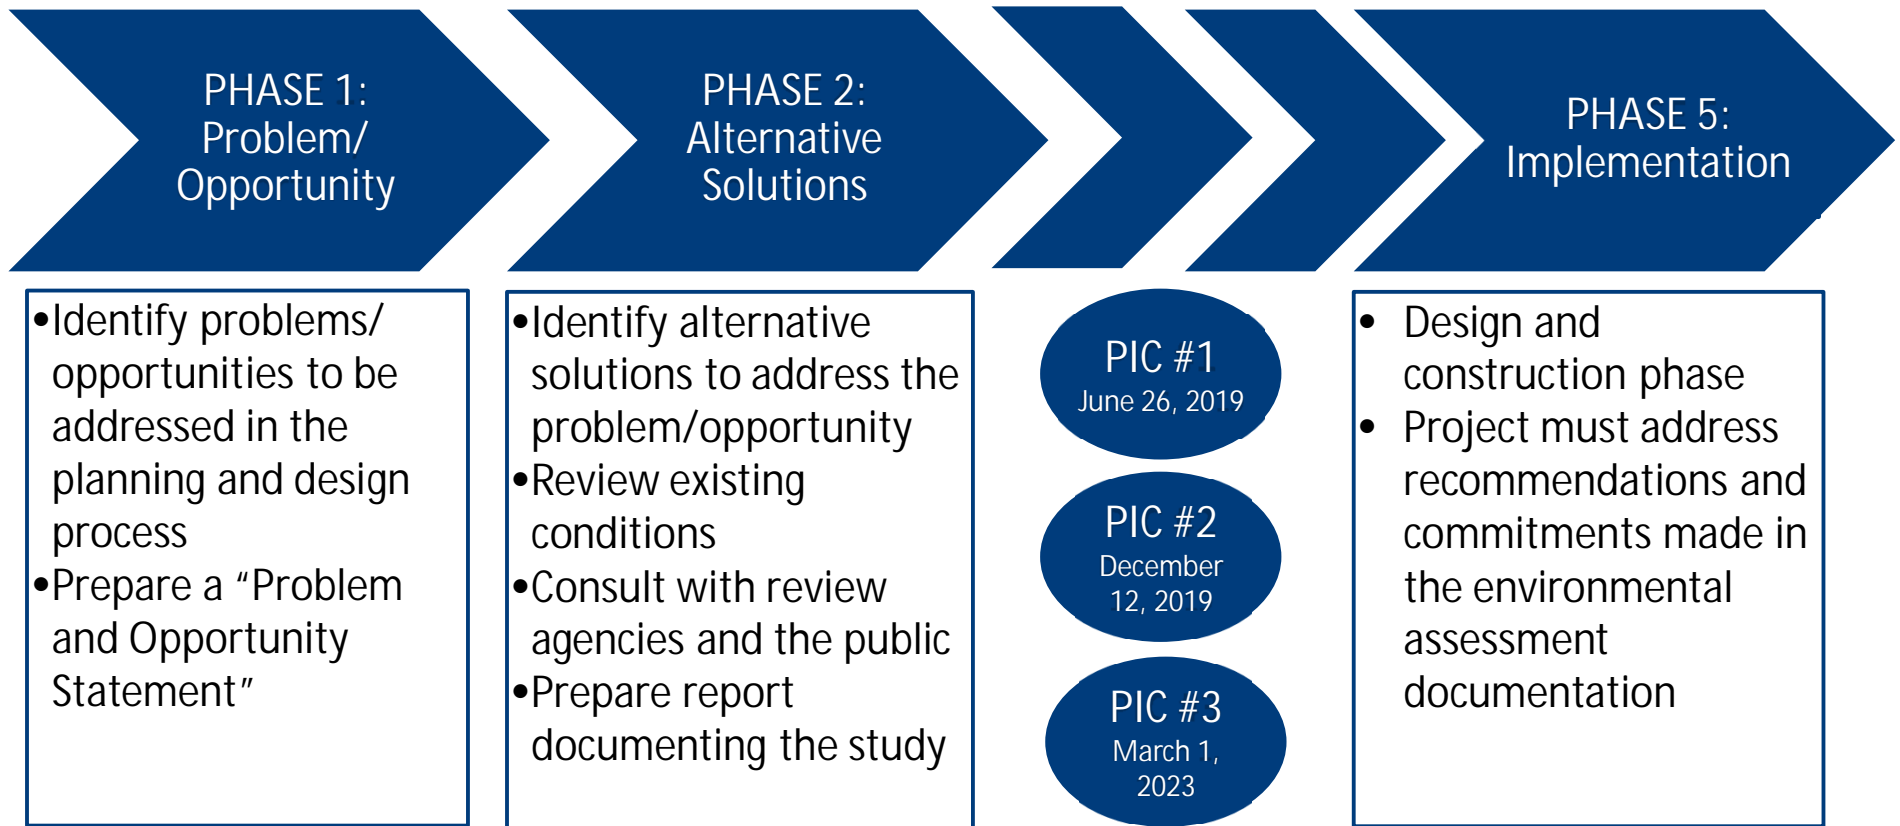 PHASE 1:
Problem/
Opportunity
PHASE 2:
Alternative
Solutions
PHASE 5:
Implementation
•Identify problems/
opportunities to be
addressed in the
planning and design
process
•Prepare a “Problem
and Opportunity
Statement”
•Identify alternative
solutions to address the
problem/opportunity
•Review existing
conditions
•Consult with review
agencies and the public
•Prepare report
documenting the study
PIC #1
June 26, 2019
PIC #2
December
12, 2019
PIC #3
March 1,
2023
• Design and
construction phase
• Project must address
recommendations and
commitments made in
the environmental
assessment
documentation